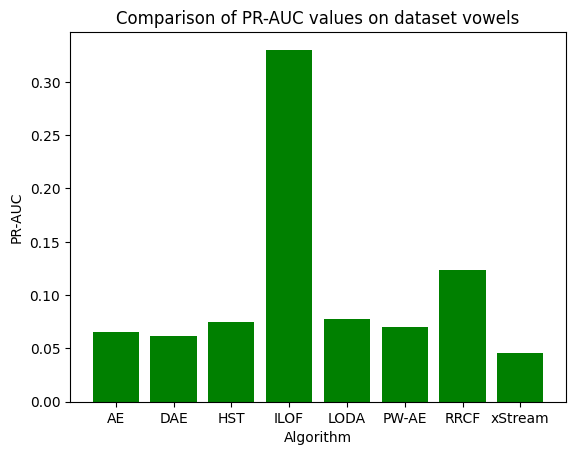 Comparison of PR-AUC values on dataset vowels
PR-AUC
0.30
0.25
0.20
0.15
0.10
0.05
0.00
AE DAE HST ILOF LODA PW-AE RRCF xStream
Algorithm